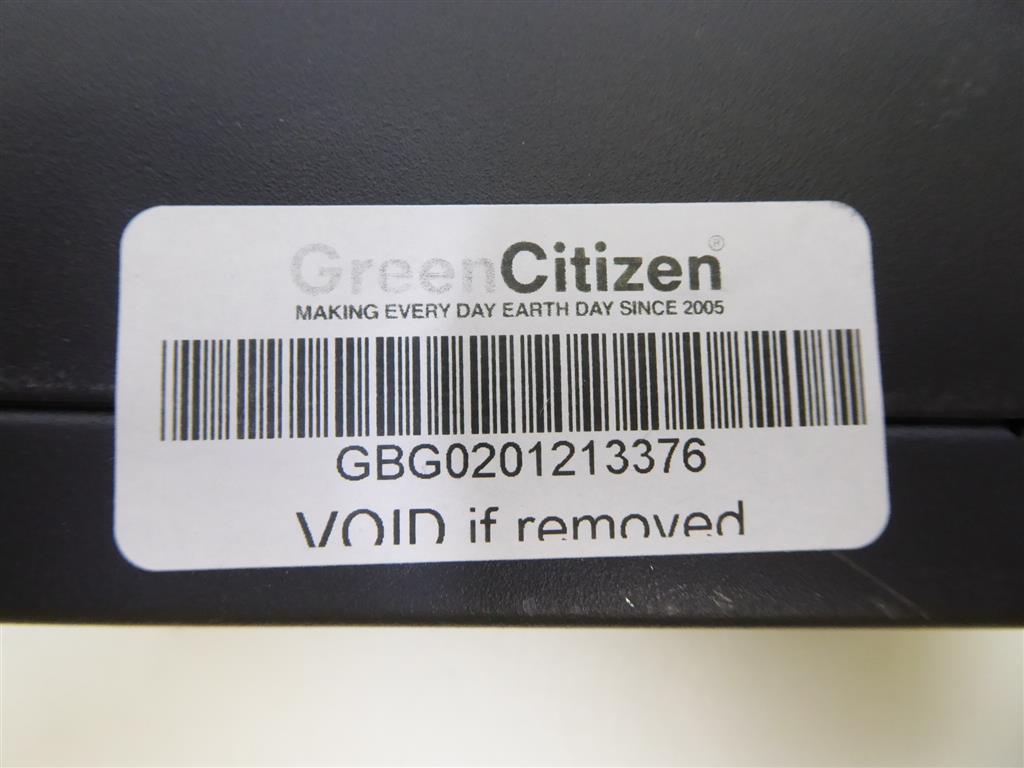 GreenCitizen®
MAKING EVERY DAY EARTH DAY SINCE 2005
GBG0201213376
VOID if removed